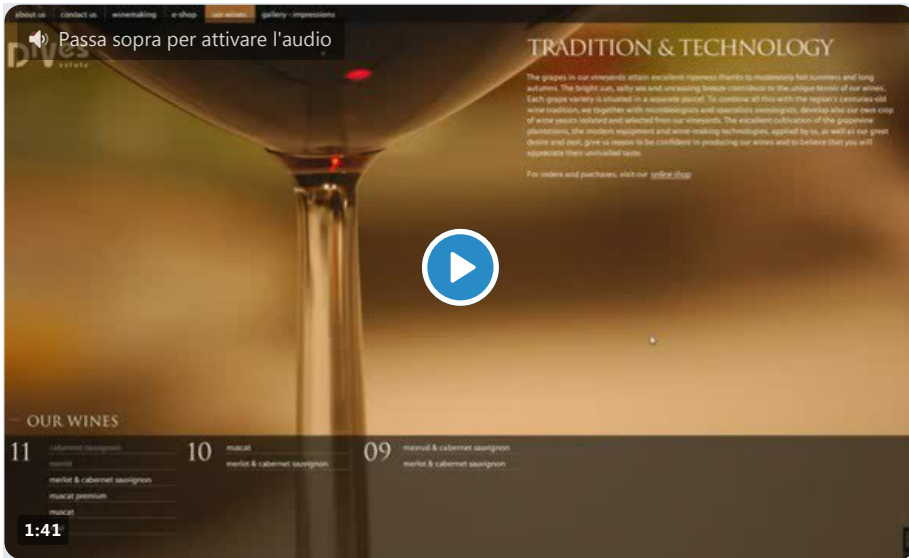 about us contact us winemaking e-shop our wines gallery - impressions
Passa sopra per attivare l'audio
Dives
estate
TRADITION & TECHNOLOGY
The grapes in our vineyards attain excellent ripeness thanks to moderately hot summers and long
autumns. The bright sun, salty sea and unceasing breeze contribute to the unique terroir of our wines.
Each grape variety is situated in a separate parcel. To combine all this with the region's centuries-old
wine tradition, we together with microbiologists and specialists oenologists, develop also our own crop
of wine yeasts isolated and selected from our vineyards. The excellent cultivation of the grapevine
plantations, the modern equipment and wine-making technologies, applied by us, as well as our great
desire and zeal, give us reason to be confident in producing our wines and to believe that you will
appreciate their unrivalled taste.
For orders and purchases, visit our online shop
OUR WINES
11
cabernet sauvignon
merlot & cabernet sauvignon
muscat premium
muscat
10
muscat
merlot & cabernet sauvignon
09
mavrud & cabernet sauvignon
merlot & cabernet sauvignon
1:41